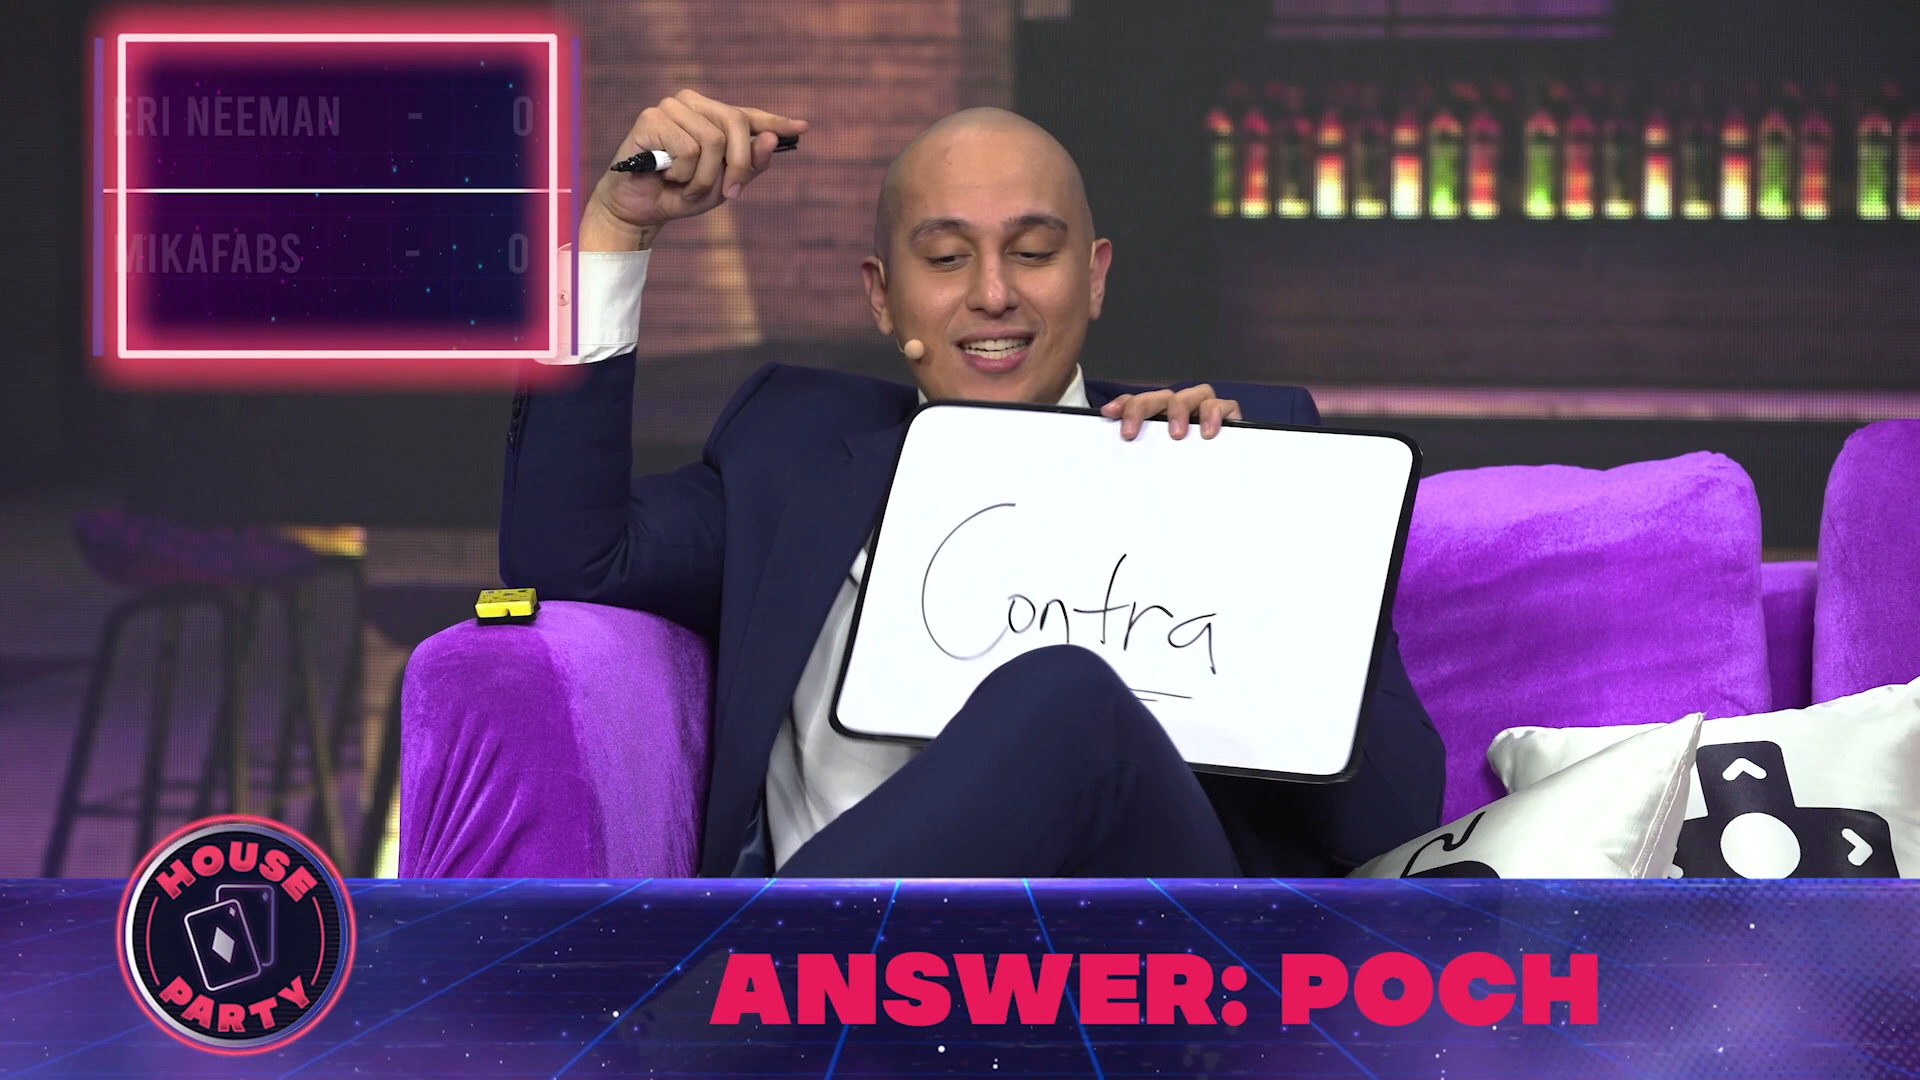 ERI NEEMAN - 0
MIKAFABS - 0
Contra
HOUSE
PARTY
ANSWER: POCH